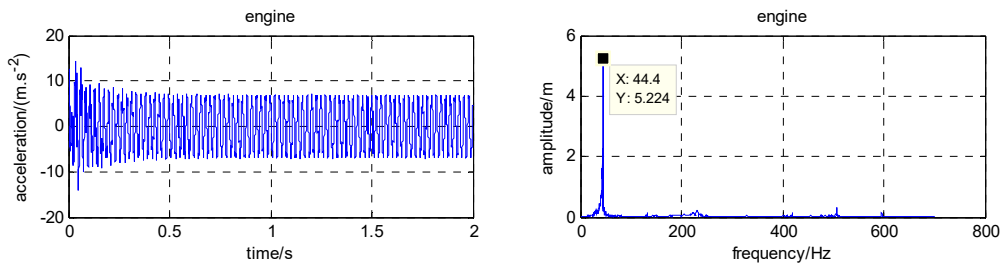 engine
acceleration/(m.s-2)
20
10
0
-10
-20
0
0.5
1
1.5
2
time/s
engine
amplitude/m
6
4
2
0
X: 44.4
Y: 5.224
0
200
400
600
800
frequency/Hz